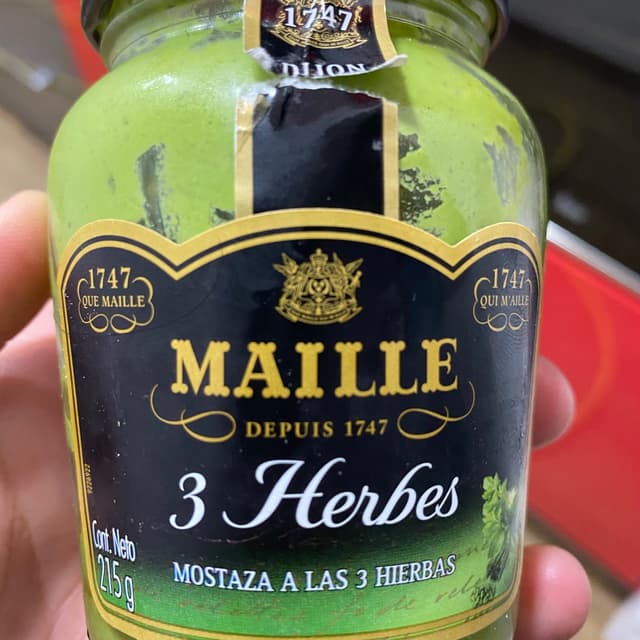 1747
DIJON
1747
QUE MAILLE
1747
QUI M'AILLE
MAILLE
DEPUIS 1747
3 Herbes
Cont. Neto
215g
MOSTAZA A LAS 3 HIERBAS